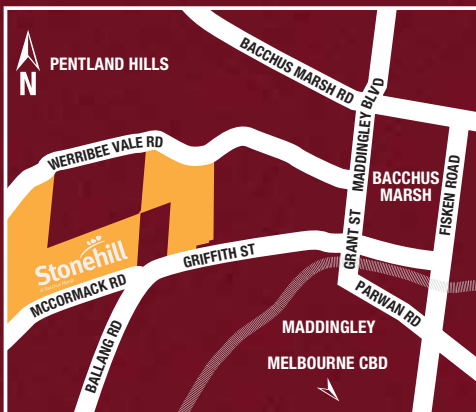 N
PENTLAND HILLS
BACCHUS MARSH RD
MADDINGLEY BLVD
WERRIBEE VALE RD
BACCHUS
MARSH
FISKEN ROAD
GRANT ST
GRIFFITH ST
Stonehill
MCCORMACK RD
BALLANG RD
PARWAN RD
MADDINGLEY
MELBOURNE CBD